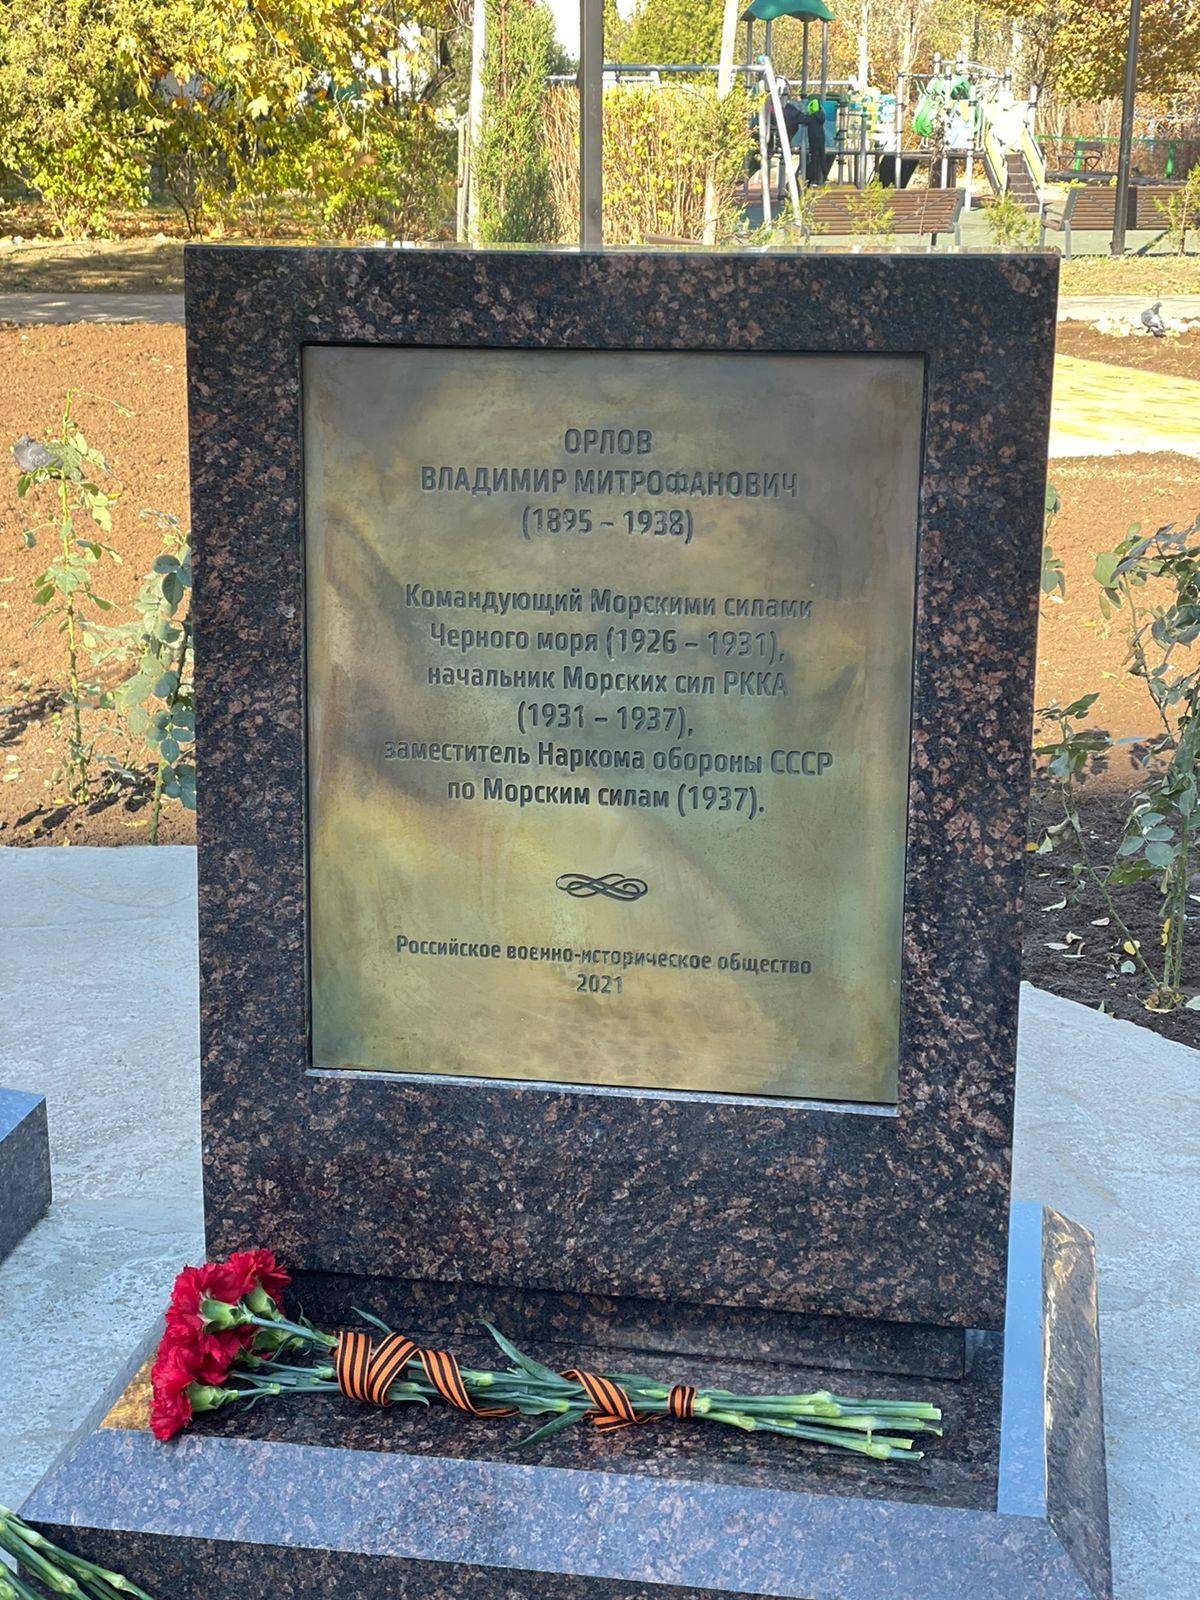 ОРЛОВ
ВЛАДИМИР МИТРОФАНОВИЧ
(1895 – 1938)
Командующий Морскими силами
Черного моря (1926 – 1931),
начальник Морских сил РККА
(1931 – 1937),
заместитель Наркома обороны СССР
по Морским силам (1937).
Российское военно-историческое общество
2021